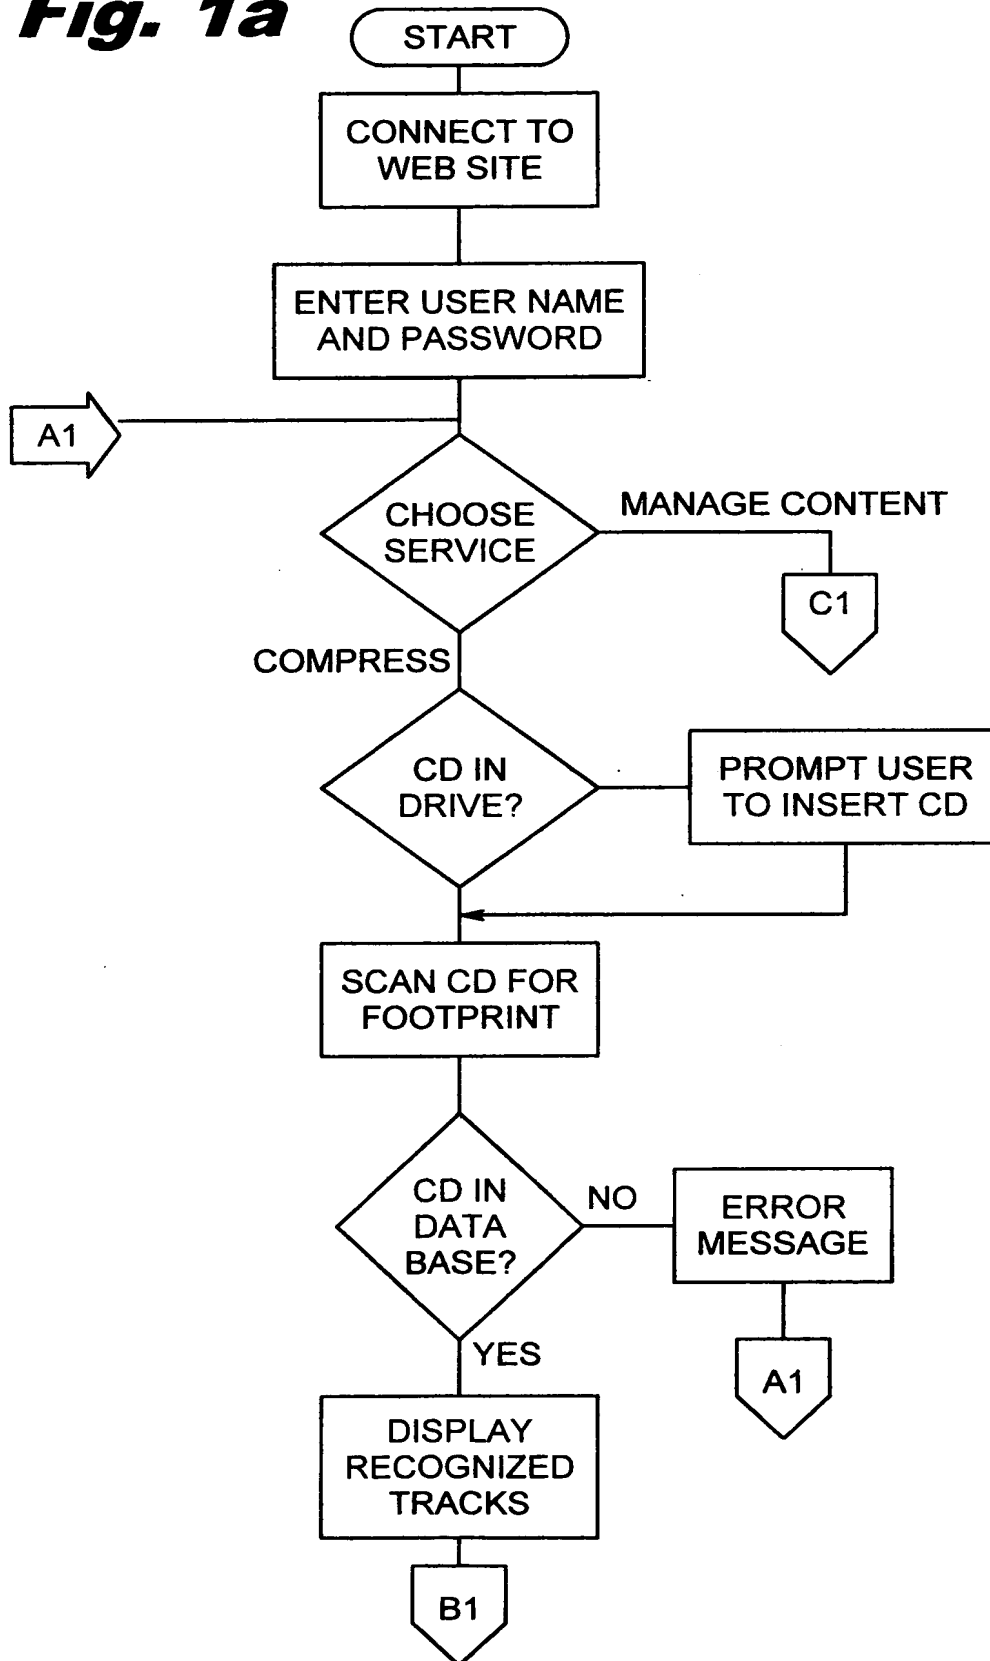 Fig. 1a
START
CONNECT TO
WEB SITE
ENTER USER NAME
AND PASSWORD
A1
CHOOSE
SERVICE
MANAGE CONTENT
C1
COMPRESS
CD IN
DRIVE?
PROMPT USER
TO INSERT CD
SCAN CD FOR
FOOTPRINT
CD IN
DATA
BASE?
NO
ERROR
MESSAGE
YES
A1
DISPLAY
RECOGNIZED
TRACKS
B1